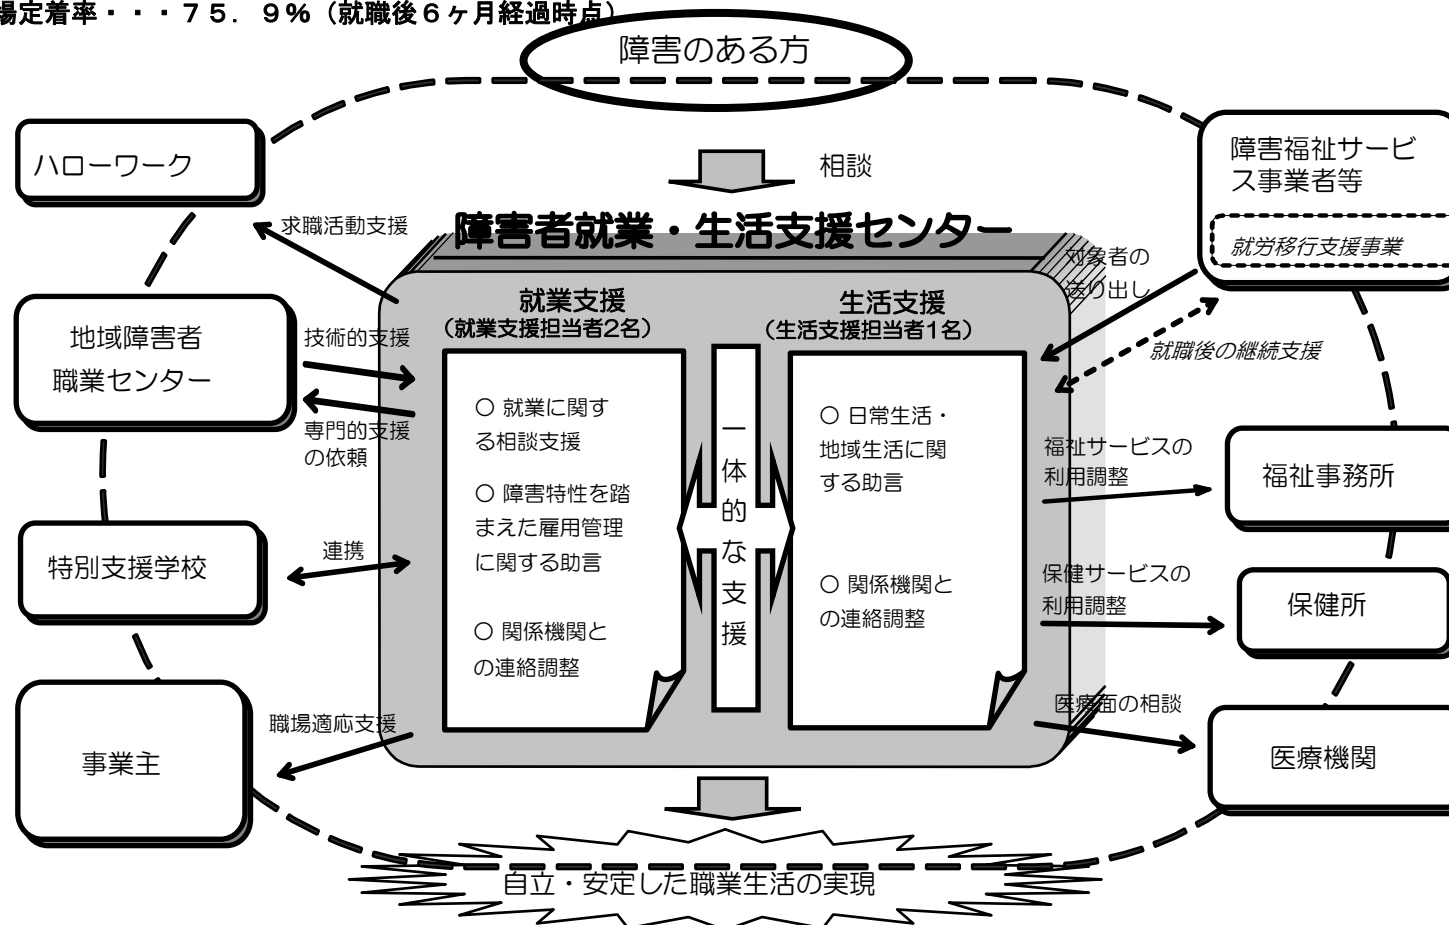 場定着率・・・７５．９％（就職後６ヶ月経過時点）
障害のある方
相談
障害者就業・生活支援センター
ハローワーク
求職活動支援
地域障害者
職業センター
技術的支援
専門的支援
の依頼
特別支援学校
連携
事業主
職場適応支援
就業支援
（就業支援担当者2名）
〇 就業に関す
る相談支援
〇 障害特性を踏
まえた雇用管理
に関する助言
〇 関係機関と
の連絡調整
一体的な支援
生活支援
（生活支援担当者1名）
〇 日常生活・
地域生活に関
する助言
〇 関係機関と
の連絡調整
障害福祉サービ
ス事業者等
就労移行支援事業
対象者の
送り出し
就職後の継続支援
福祉サービスの
利用調整
福祉事務所
保健サービスの
利用調整
保健所
医療面の相談
医療機関
自立・安定した職業生活の実現